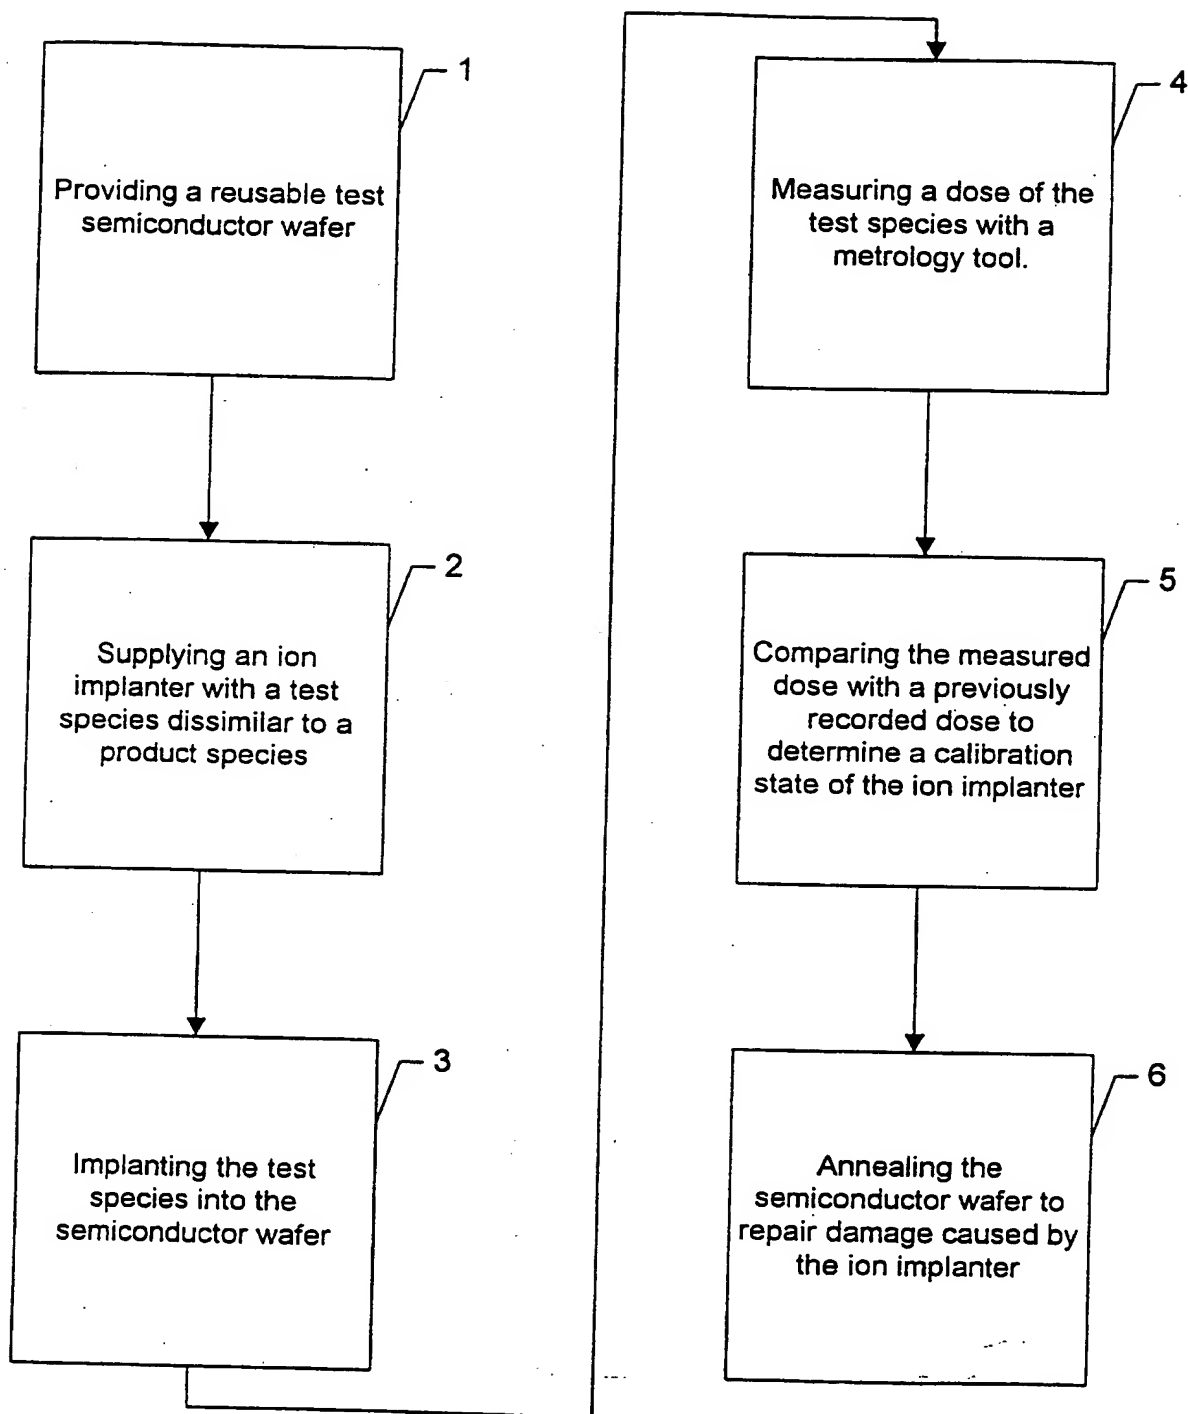 1
Providing a reusable test
semiconductor wafer
2
Supplying an ion
implanter with a test
species dissimilar to a
product species
3
Implanting the test
species into the
semiconductor wafer
4
Measuring a dose of the
test species with a
metrology tool.
5
Comparing the measured
dose with a previously
recorded dose to
determine a calibration
state of the ion implanter
6
Annealing the
semiconductor wafer to
repair damage caused by
the ion implanter